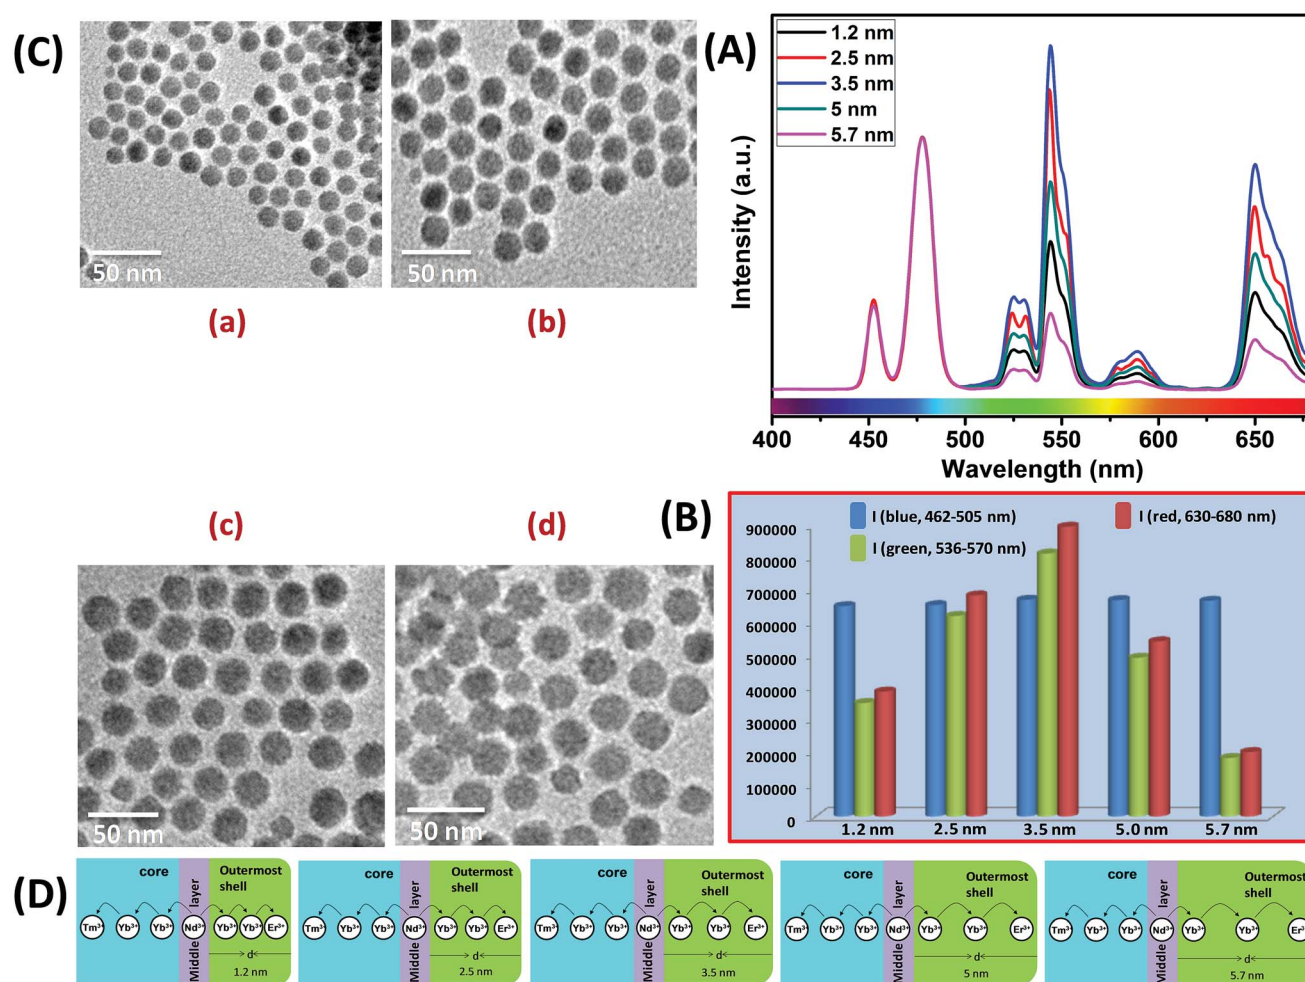 (C)
50 nm
50 nm
(a)
(b)
(c)
(d)
50 nm
50 nm
(A)
1.2 nm
2.5 nm
3.5 nm
5 nm
5.7 nm
Intensity (a.u.)
400 450 500 550 600 650
Wavelength (nm)
(B)
I (blue, 462-505 nm)
I (red, 630-680 nm)
I (green, 536-570 nm)
900000
800000
700000
600000
500000
400000
300000
200000
100000
0
1.2 nm 2.5 nm 3.5 nm 5.0 nm 5.7 nm
(D)
core
Middle layer
Outermost
shell
Tm³⁺ Yb³⁺ Yb³⁺ Nd³⁺ Yb³⁺ Yb³⁺ Er³⁺
d
1.2 nm
core
Middle layer
Outermost
shell
Tm³⁺ Yb³⁺ Yb³⁺ Nd³⁺ Yb³⁺ Yb³⁺ Er³⁺
d
2.5 nm
core
Middle layer
Outermost
shell
Tm³⁺ Yb³⁺ Yb³⁺ Nd³⁺ Yb³⁺ Yb³⁺ Er³⁺
d
3.5 nm
core
Middle layer
Outermost
shell
Tm³⁺ Yb³⁺ Yb³⁺ Nd³⁺ Yb³⁺ Yb³⁺ Er³⁺
d
5 nm
core
Middle layer
Outermost
shell
Tm³⁺ Yb³⁺ Yb³⁺ Nd³⁺ Yb³⁺ Yb³⁺ Er³
d
5.7 nm